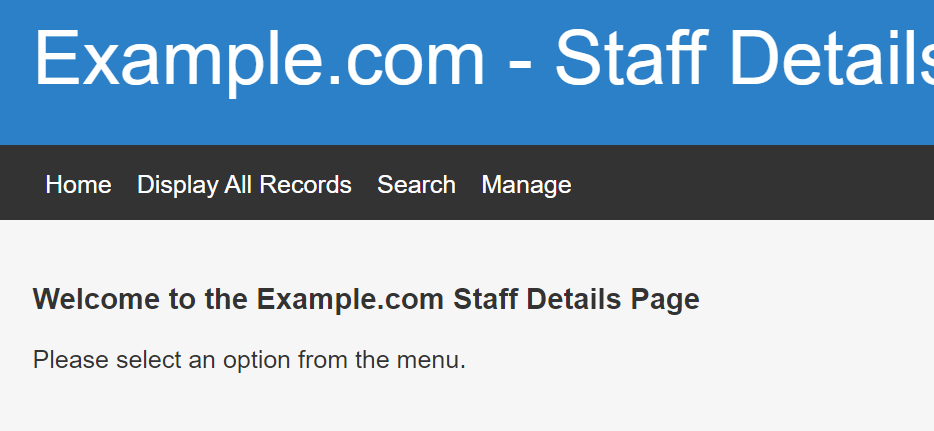 Example.com - Staff Details
Home Display All Records Search Manage
Welcome to the Example.com Staff Details Page
Please select an option from the menu.